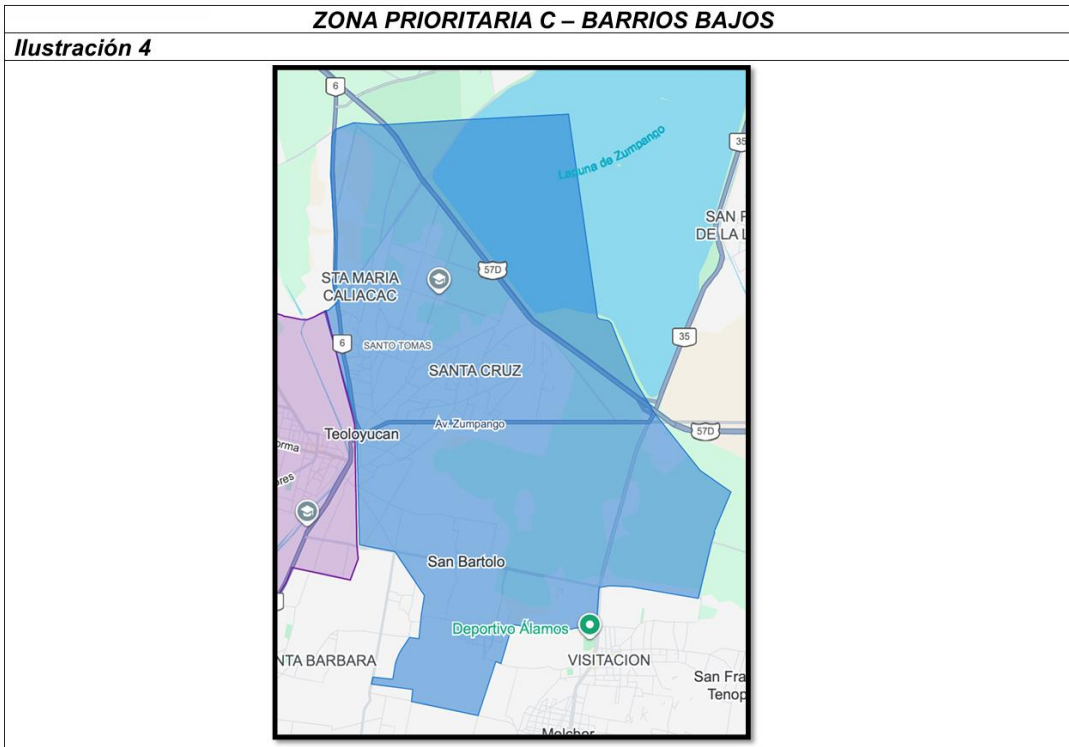 ZONA PRIORITARIA C – BARRIOS BAJOS
Ilustración 4
6
Laguna de Zumpango
35
SAN
DE LA
57D
STA MARIA
CALIACAC
35
6
SANTO TOMAS
SANTA CRUZ
Av. Zumpango
57D
Teoloyucan
San Bartolo
Deportivo Álamos
NTA BARBARA
VISITACION
San Fra
Tenop
Melchor